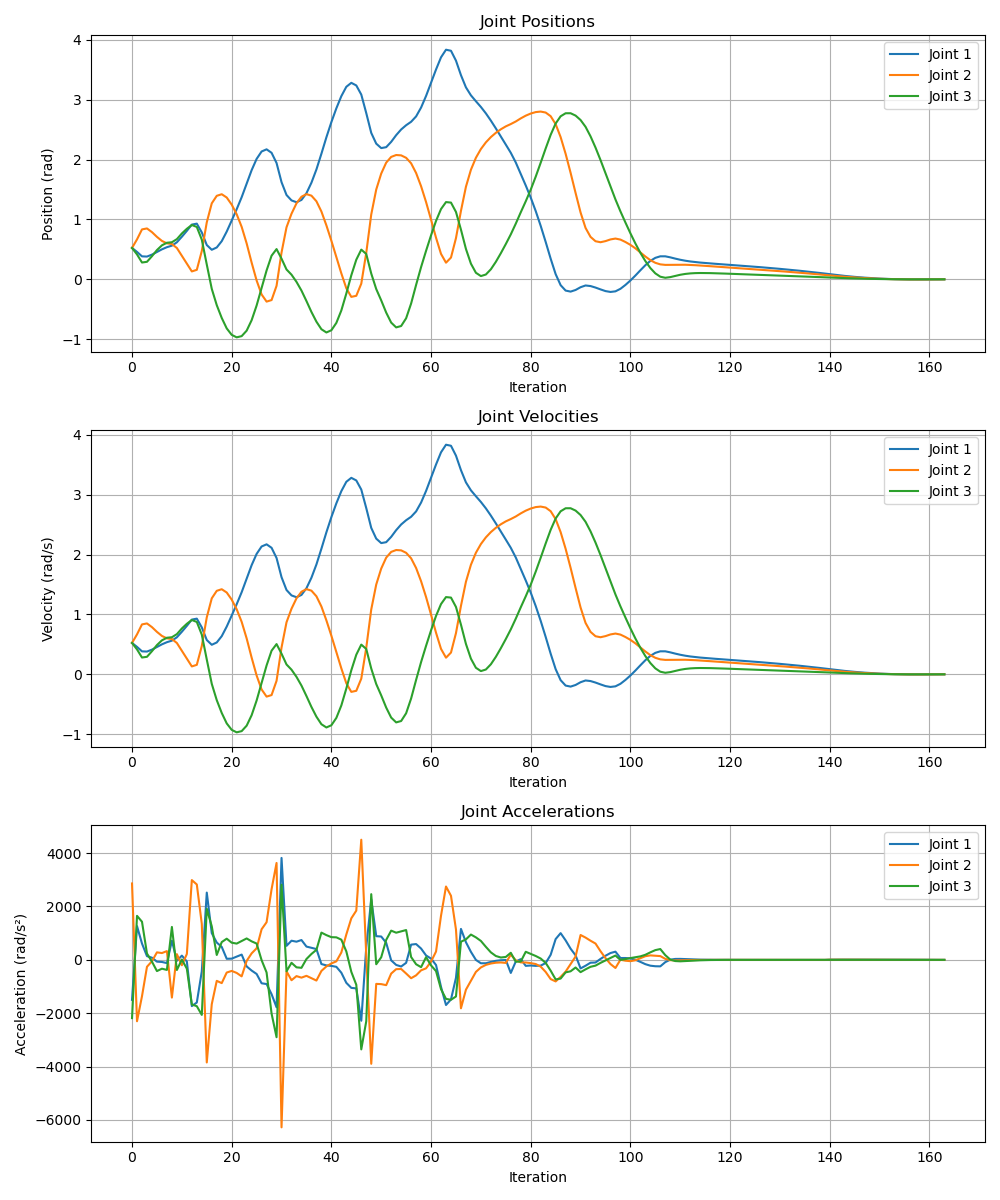 Joint Positions
4
3
2
1
0
−1
Position (rad)
Joint 1
Joint 2
Joint 3
0 20 40 60 80 100 120 140 160
Iteration
Joint Velocities
4
3
2
1
0
−1
Velocity (rad/s)
Joint 1
Joint 2
Joint 3
0 20 40 60 80 100 120 140 160
Iteration
Joint Accelerations
4000
2000
0
−2000
−4000
−6000
Acceleration (rad/s²)
Joint 1
Joint 2
Joint 3
0 20 40 60 80 100 120 140 160
Iteration